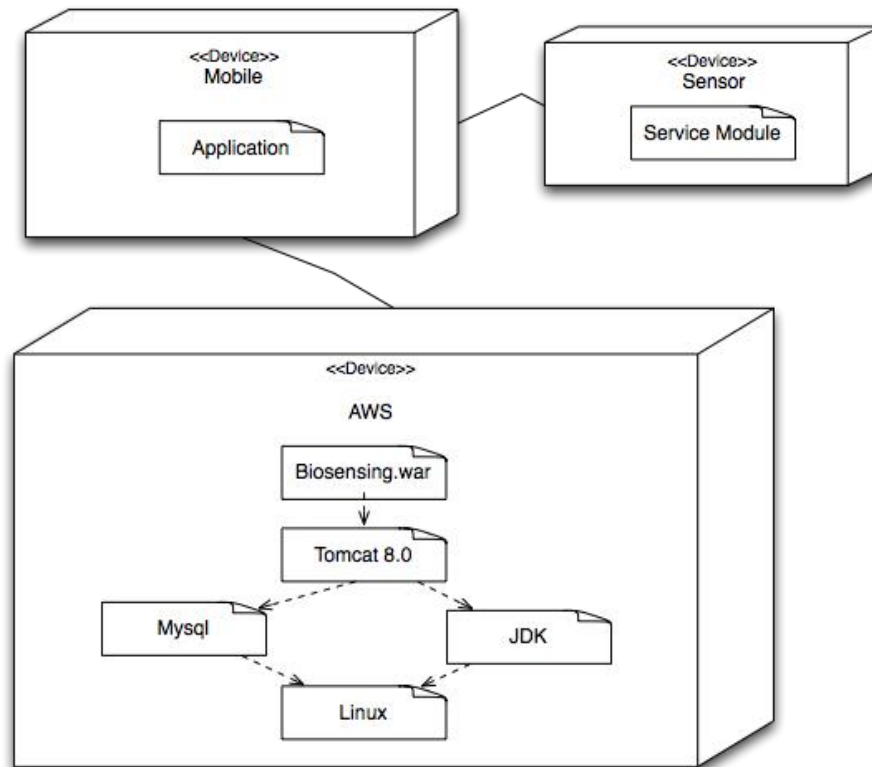 <<Device>>
Mobile
Application
<<Device>>
Sensor
Service Module
<<Device>>
AWS
Biosensing.war
Tomcat 8.0
Mysql
JDK
Linux